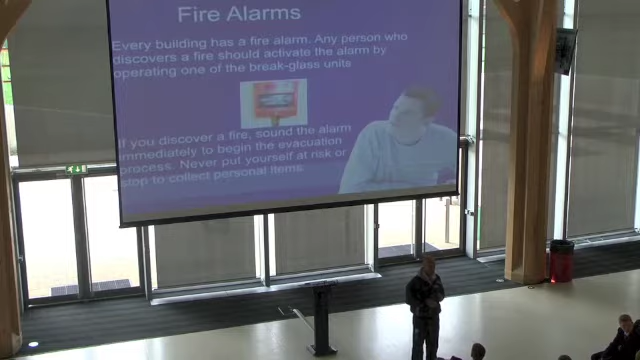 Fire Alarms
Every building has a fire alarm. Any person who
discovers a fire should activate the alarm by
operating one of the break-glass units
If you discover a fire, sound the alarm
immediately to begin the evacuation
process. Never put yourself at risk or
stop to collect personal items